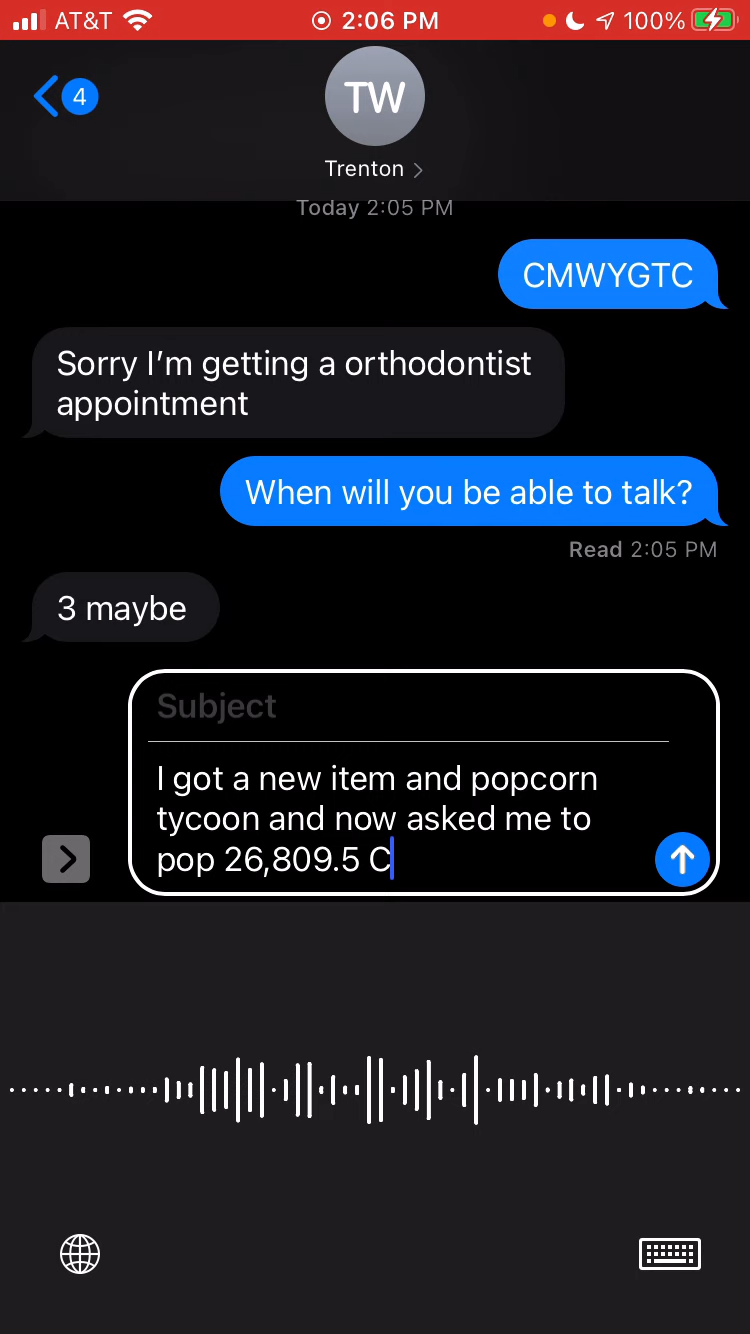 AT&T 2:06 PM 100%
4
TW
Trenton
Today 2:05 PM
CMWYGTC
Sorry I’m getting a orthodontist
appointment
When will you be able to talk?
Read 2:05 PM
3 maybe
Subject
I got a new item and popcorn
tycoon and now asked me to
pop 26,809.5 C